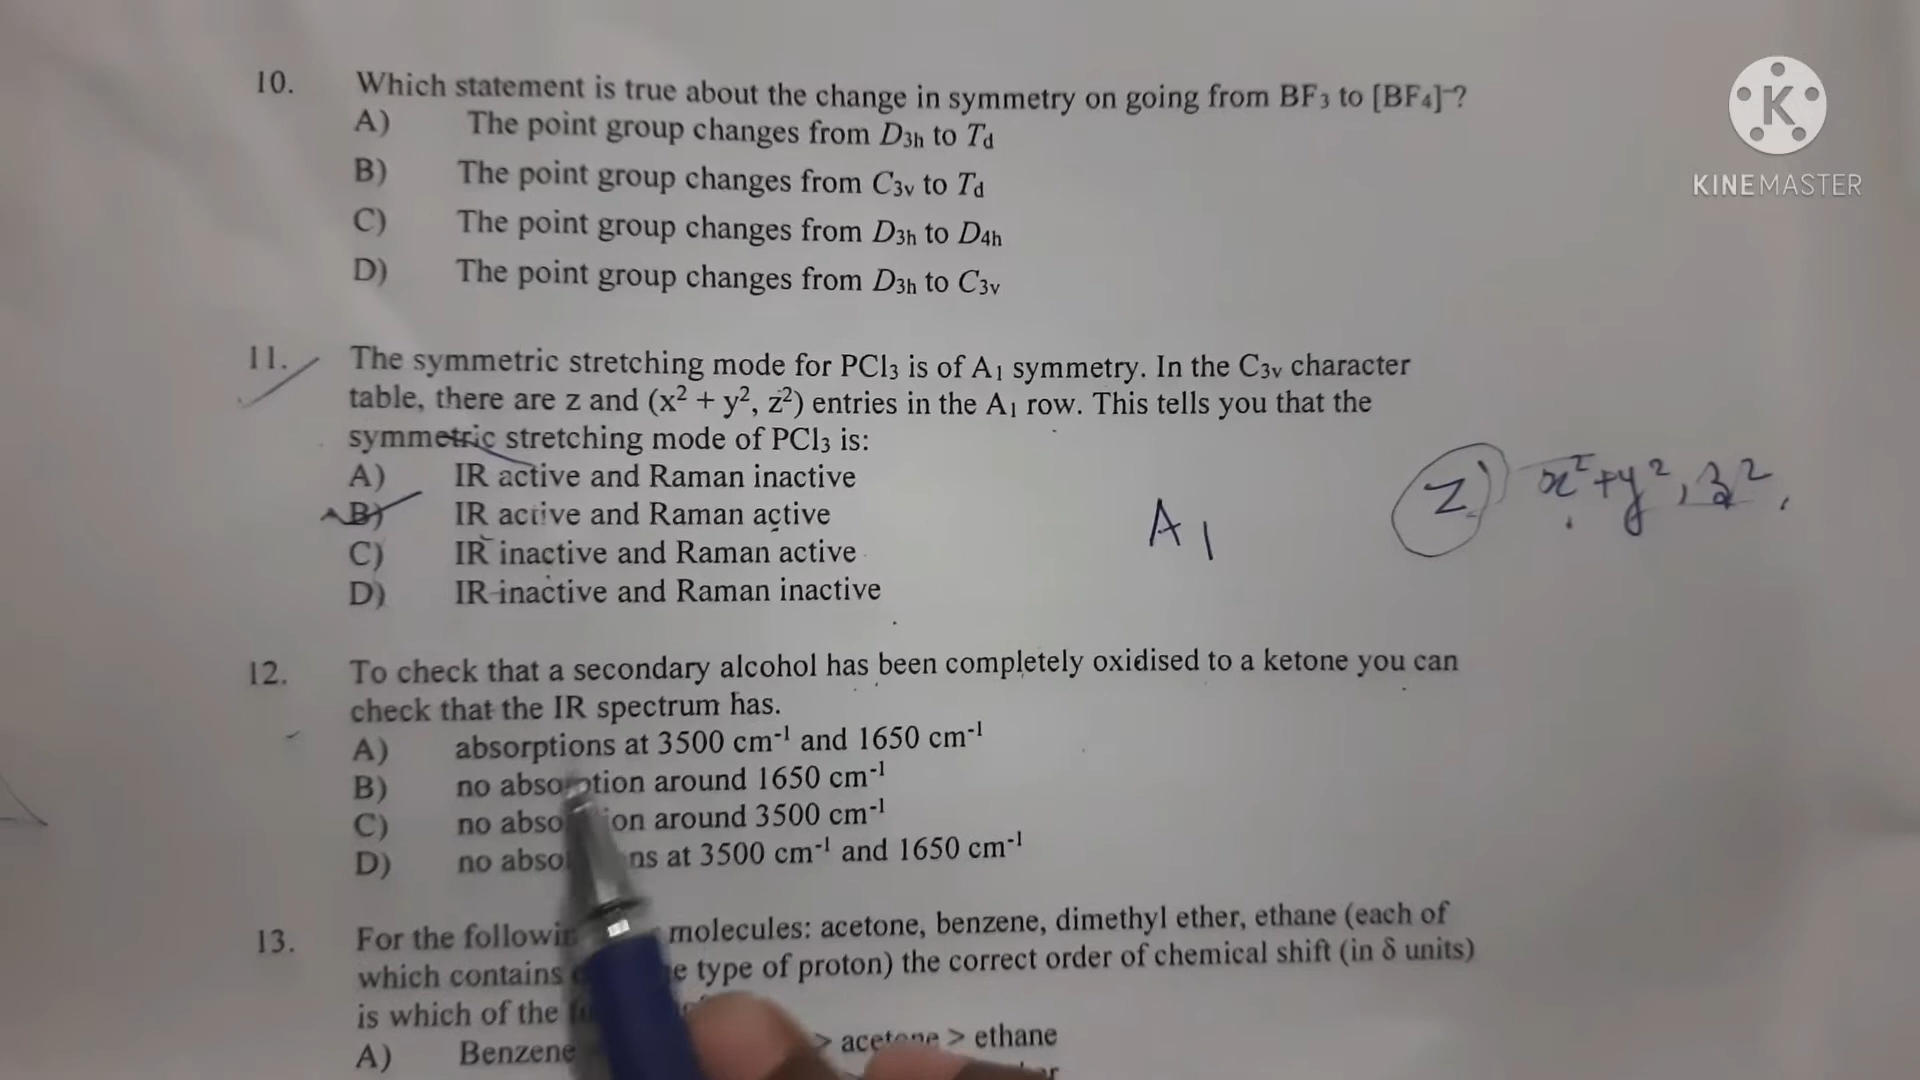 10. Which statement is true about the change in symmetry on going from BF₃ to [BF₄]⁻?
A) The point group changes from D₃h to Td
B) The point group changes from C₃v to Td
C) The point group changes from D₃h to D₄h
D) The point group changes from D₃h to C₃v
K
KINEMASTER
11. The symmetric stretching mode for PCl₃ is of A₁ symmetry. In the C₃v character
table, there are z and (x² + y², z²) entries in the A₁ row. This tells you that the
symmetric stretching mode of PCl₃ is:
A) IR active and Raman inactive
B) IR active and Raman active
C) IR inactive and Raman active
D) IR inactive and Raman inactive
A₁ z) x²+y², z²,
12. To check that a secondary alcohol has been completely oxidised to a ketone you can
check that the IR spectrum has.
A) absorptions at 3500 cm⁻¹ and 1650 cm⁻¹
B) no absorption around 1650 cm⁻¹
C) no absorption around 3500 cm⁻¹
D) no absorptions at 3500 cm⁻¹ and 1650 cm⁻¹
13. For the following molecules: acetone, benzene, dimethyl ether, ethane (each of
which contains type of proton) the correct order of chemical shift (in δ units)
is which of the
A) Benzene > acetone > ethane